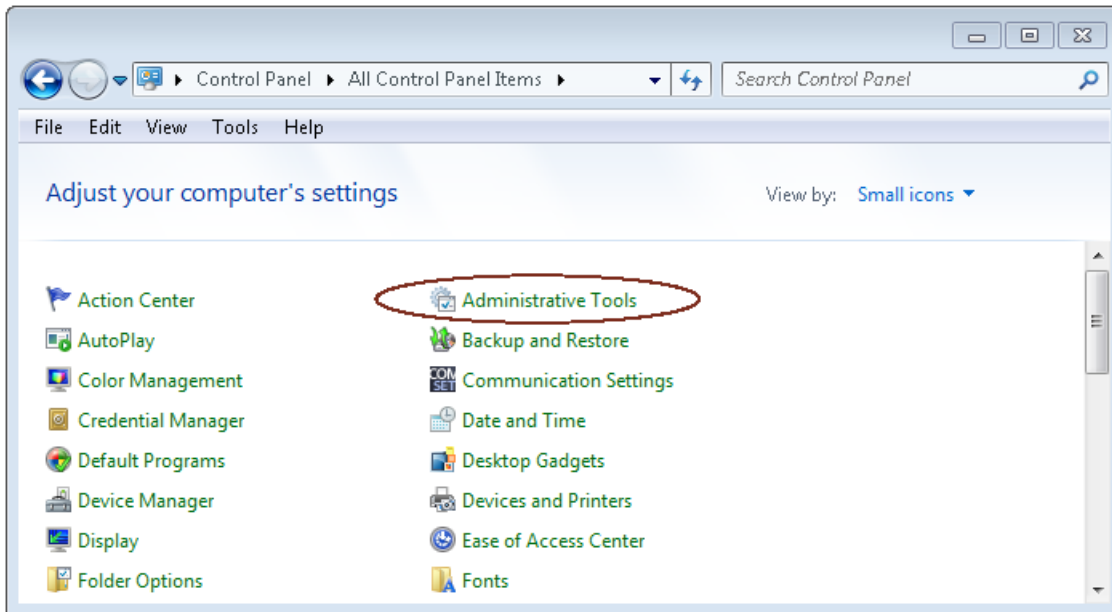 Control Panel All Control Panel Items Search Control Panel
File Edit View Tools Help
Adjust your computer's settings View by: Small icons
Action Center Administrative Tools
AutoPlay Backup and Restore
Color Management COM SET Communication Settings
Credential Manager Date and Time
Default Programs Desktop Gadgets
Device Manager Devices and Printers
Display Ease of Access Center
Folder Options A Fonts